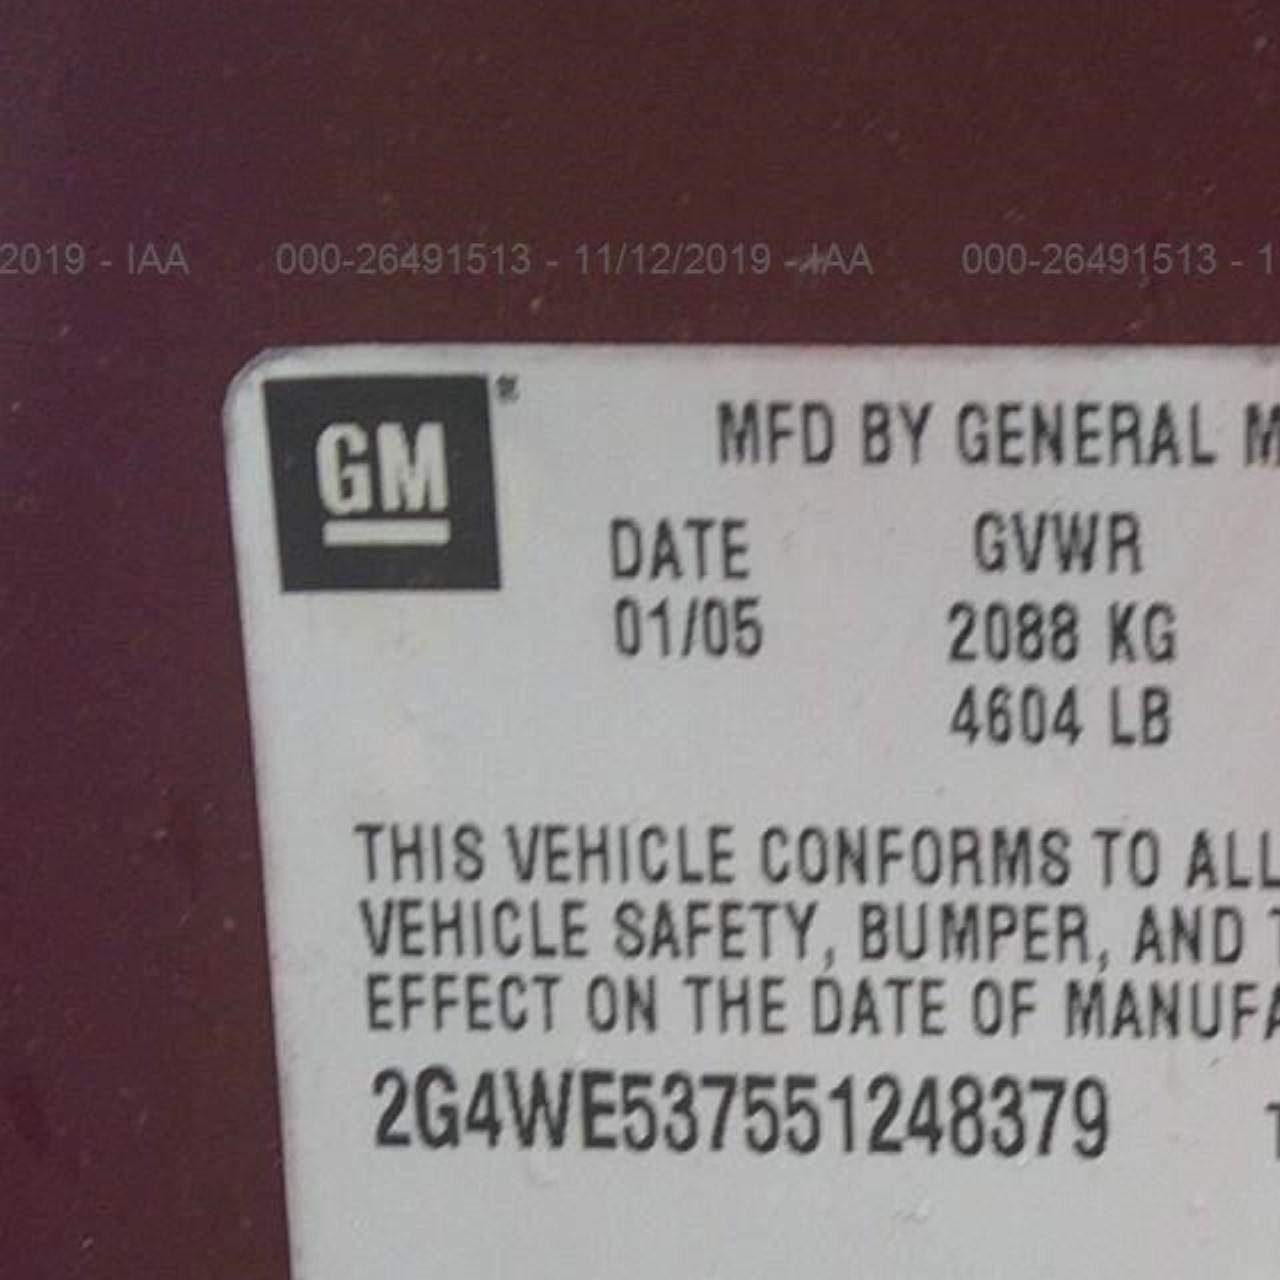 2019 - IAA 000-26491513 - 11/12/2019 - IAA 000-26491513 - 1
GM
MFD BY GENERAL M
DATE GVWR
01/05 2088 KG
4604 LB
THIS VEHICLE CONFORMS TO ALL
VEHICLE SAFETY, BUMPER, AND T
EFFECT ON THE DATE OF MANUFA
2G4WE537551248379 T